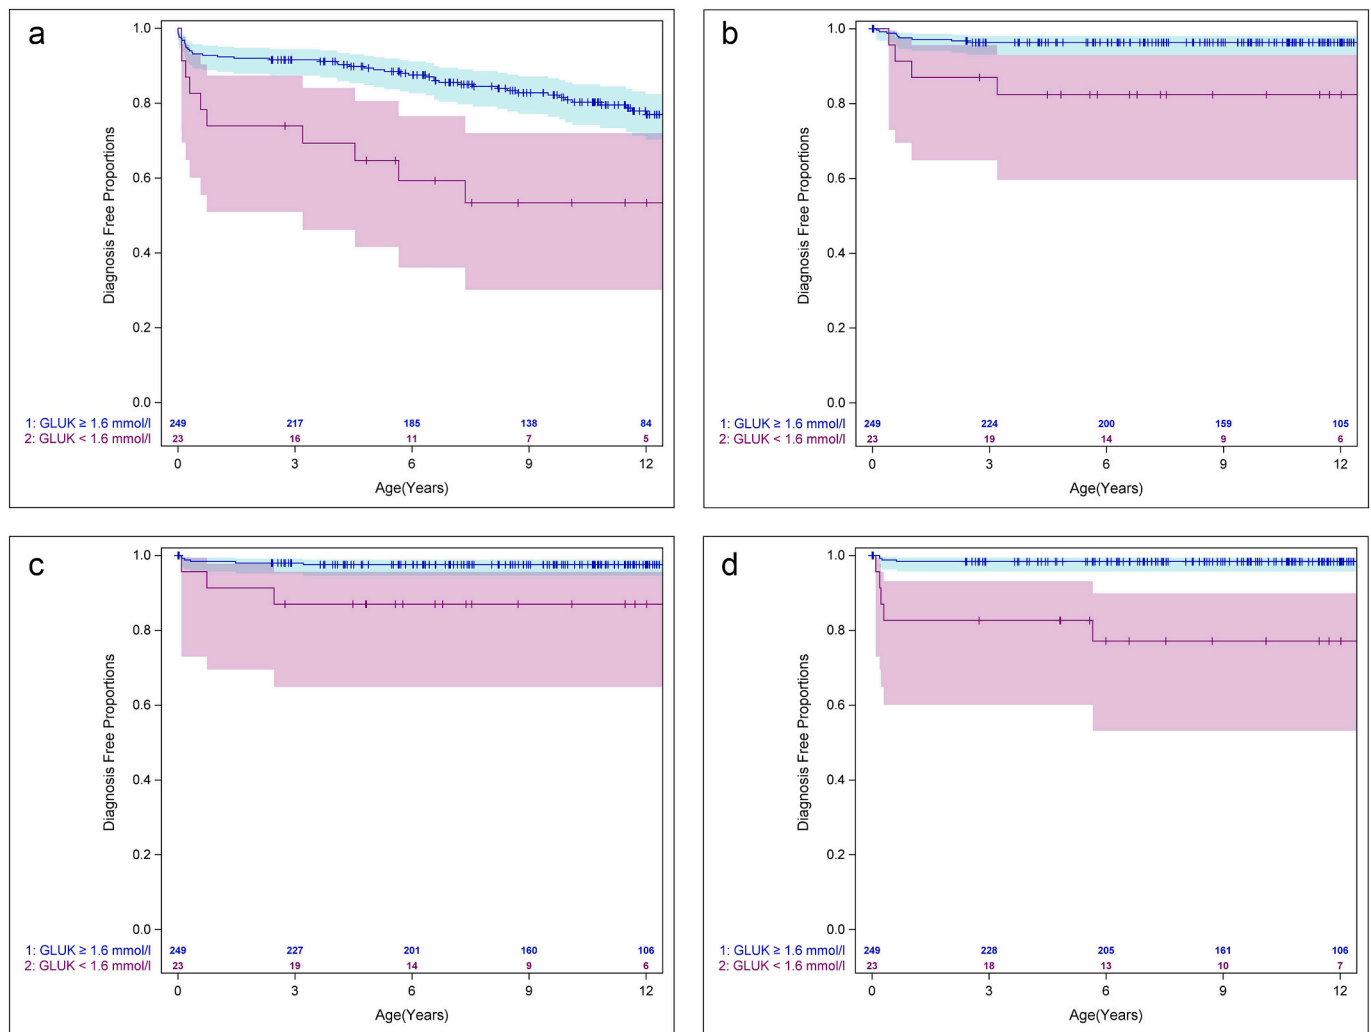 a
1.0
0.8
0.6
0.4
0.2
0.0
Diagnosis Free Proportions
1: GLUK ≥ 1.6 mmol/l 249 217 185 138 84
2: GLUK < 1.6 mmol/l 23 16 11 7 5
0 3 6 9 12
Age(Years)
b
1.0
0.8
0.6
0.4
0.2
0.0
Diagnosis Free Proportions
1: GLUK ≥ 1.6 mmol/l 249 224 200 159 105
2: GLUK < 1.6 mmol/l 23 19 14 9 6
0 3 6 9 12
Age(Years)
c
1.0
0.8
0.6
0.4
0.2
0.0
Diagnosis Free Proportions
1: GLUK ≥ 1.6 mmol/l 249 227 201 160 106
2: GLUK < 1.6 mmol/l 23 19 14 9 6
0 3 6 9 12
Age(Years)
d
1.0
0.8
0.6
0.4
0.2
0.0
Diagnosis Free Proportions
1: GLUK ≥ 1.6 mmol/l 249 228 205 161 106
2: GLUK < 1.6 mmol/l 23 18 13 10 7
0 3 6 9 12
Age(Years)